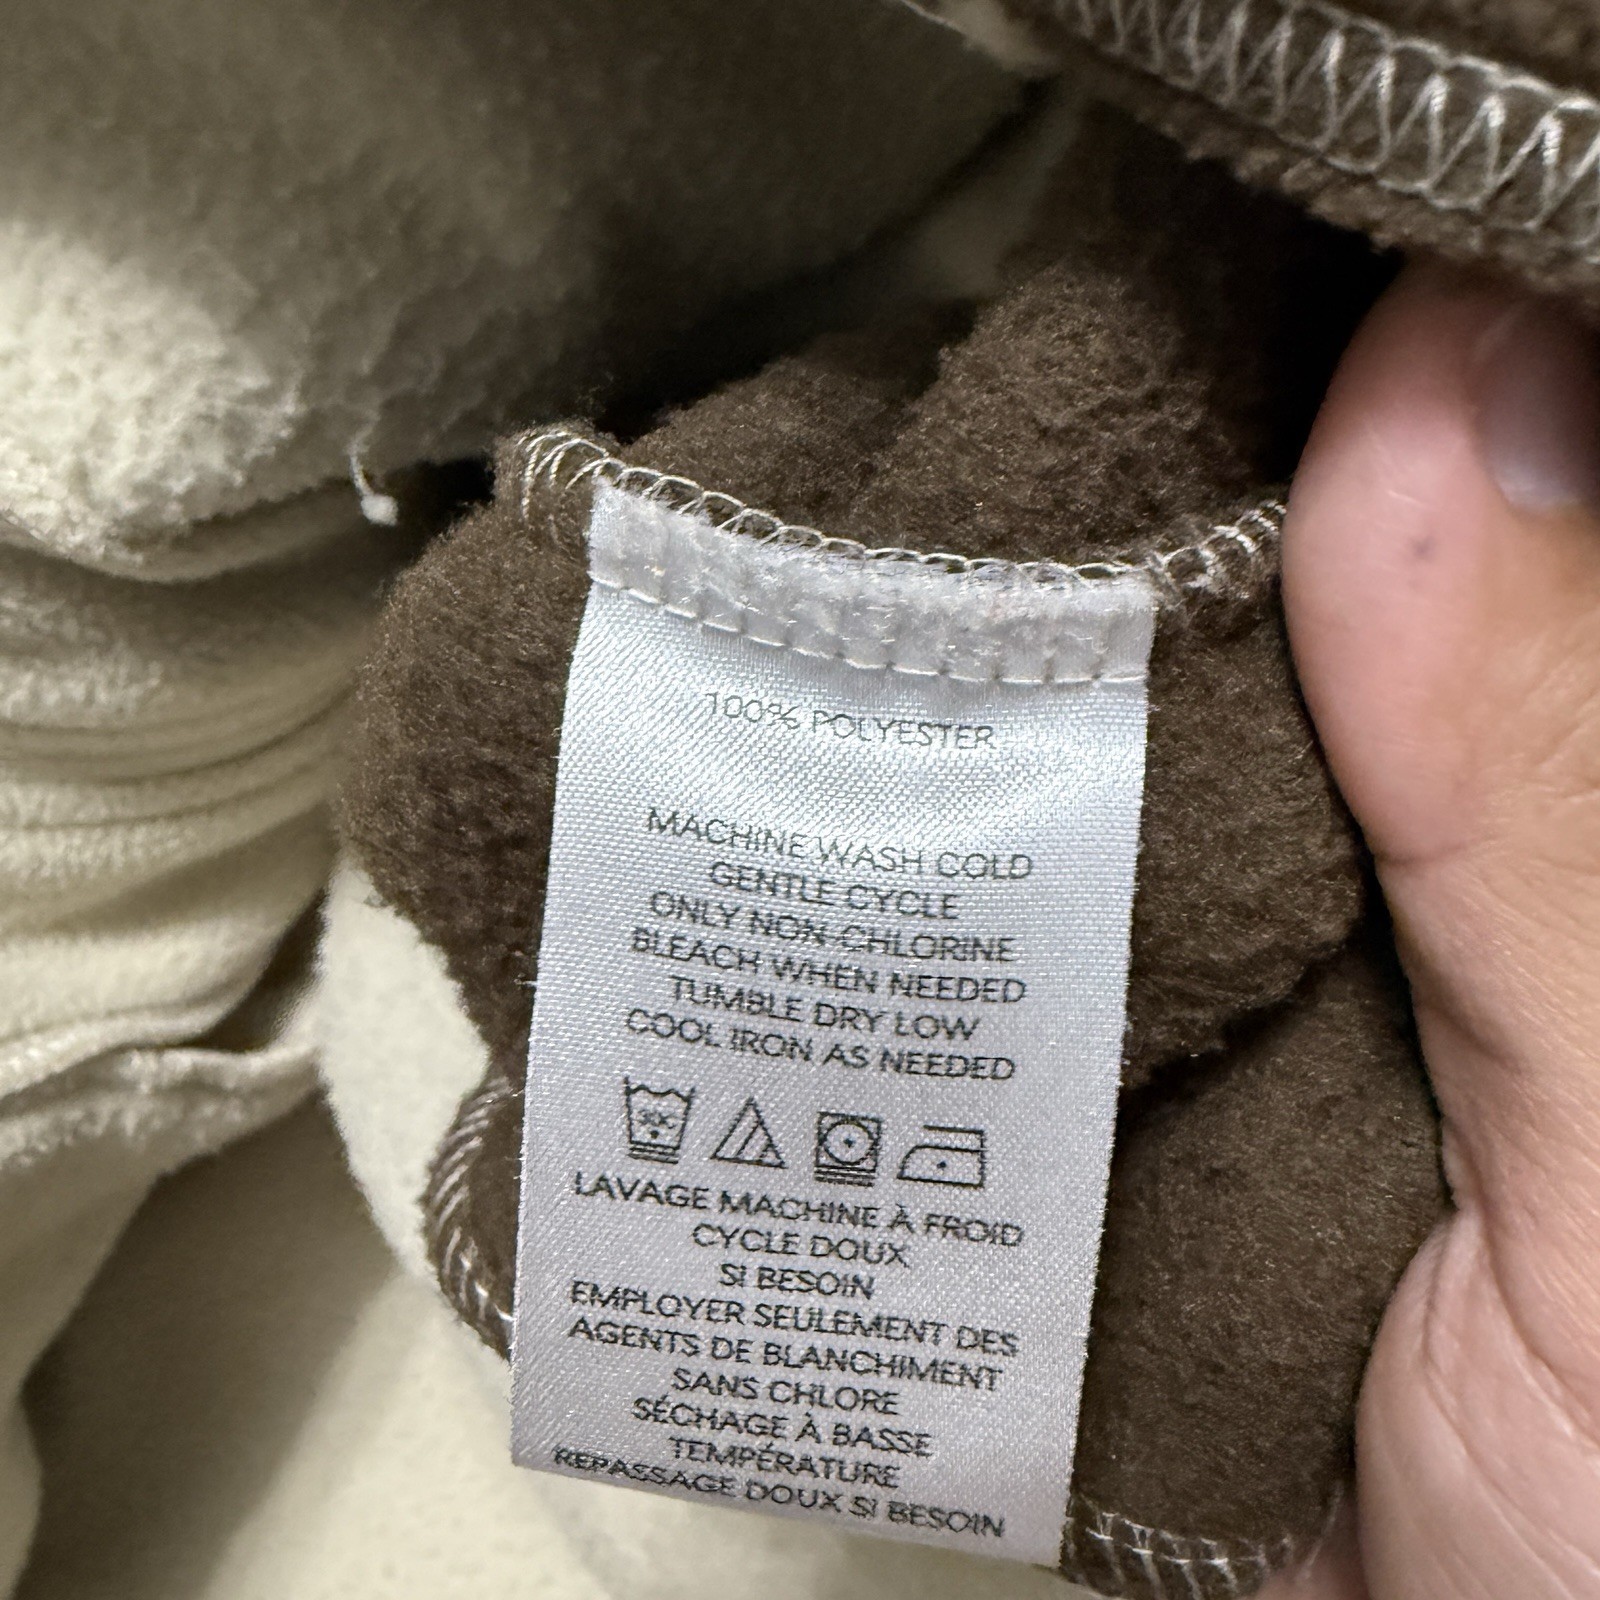 100% POLYESTER
MACHINE WASH COLD
GENTLE CYCLE
ONLY NON-CHLORINE
BLEACH WHEN NEEDED
TUMBLE DRY LOW
COOL IRON AS NEEDED
30C
LAVAGE MACHINE À FROID
CYCLE DOUX
SI BESOIN
EMPLOYER SEULEMENT DES
AGENTS DE BLANCHIMENT
SANS CHLORE
SÉCHAGE À BASSE
TEMPÉRATURE
REPASSAGE DOUX SI BESOIN